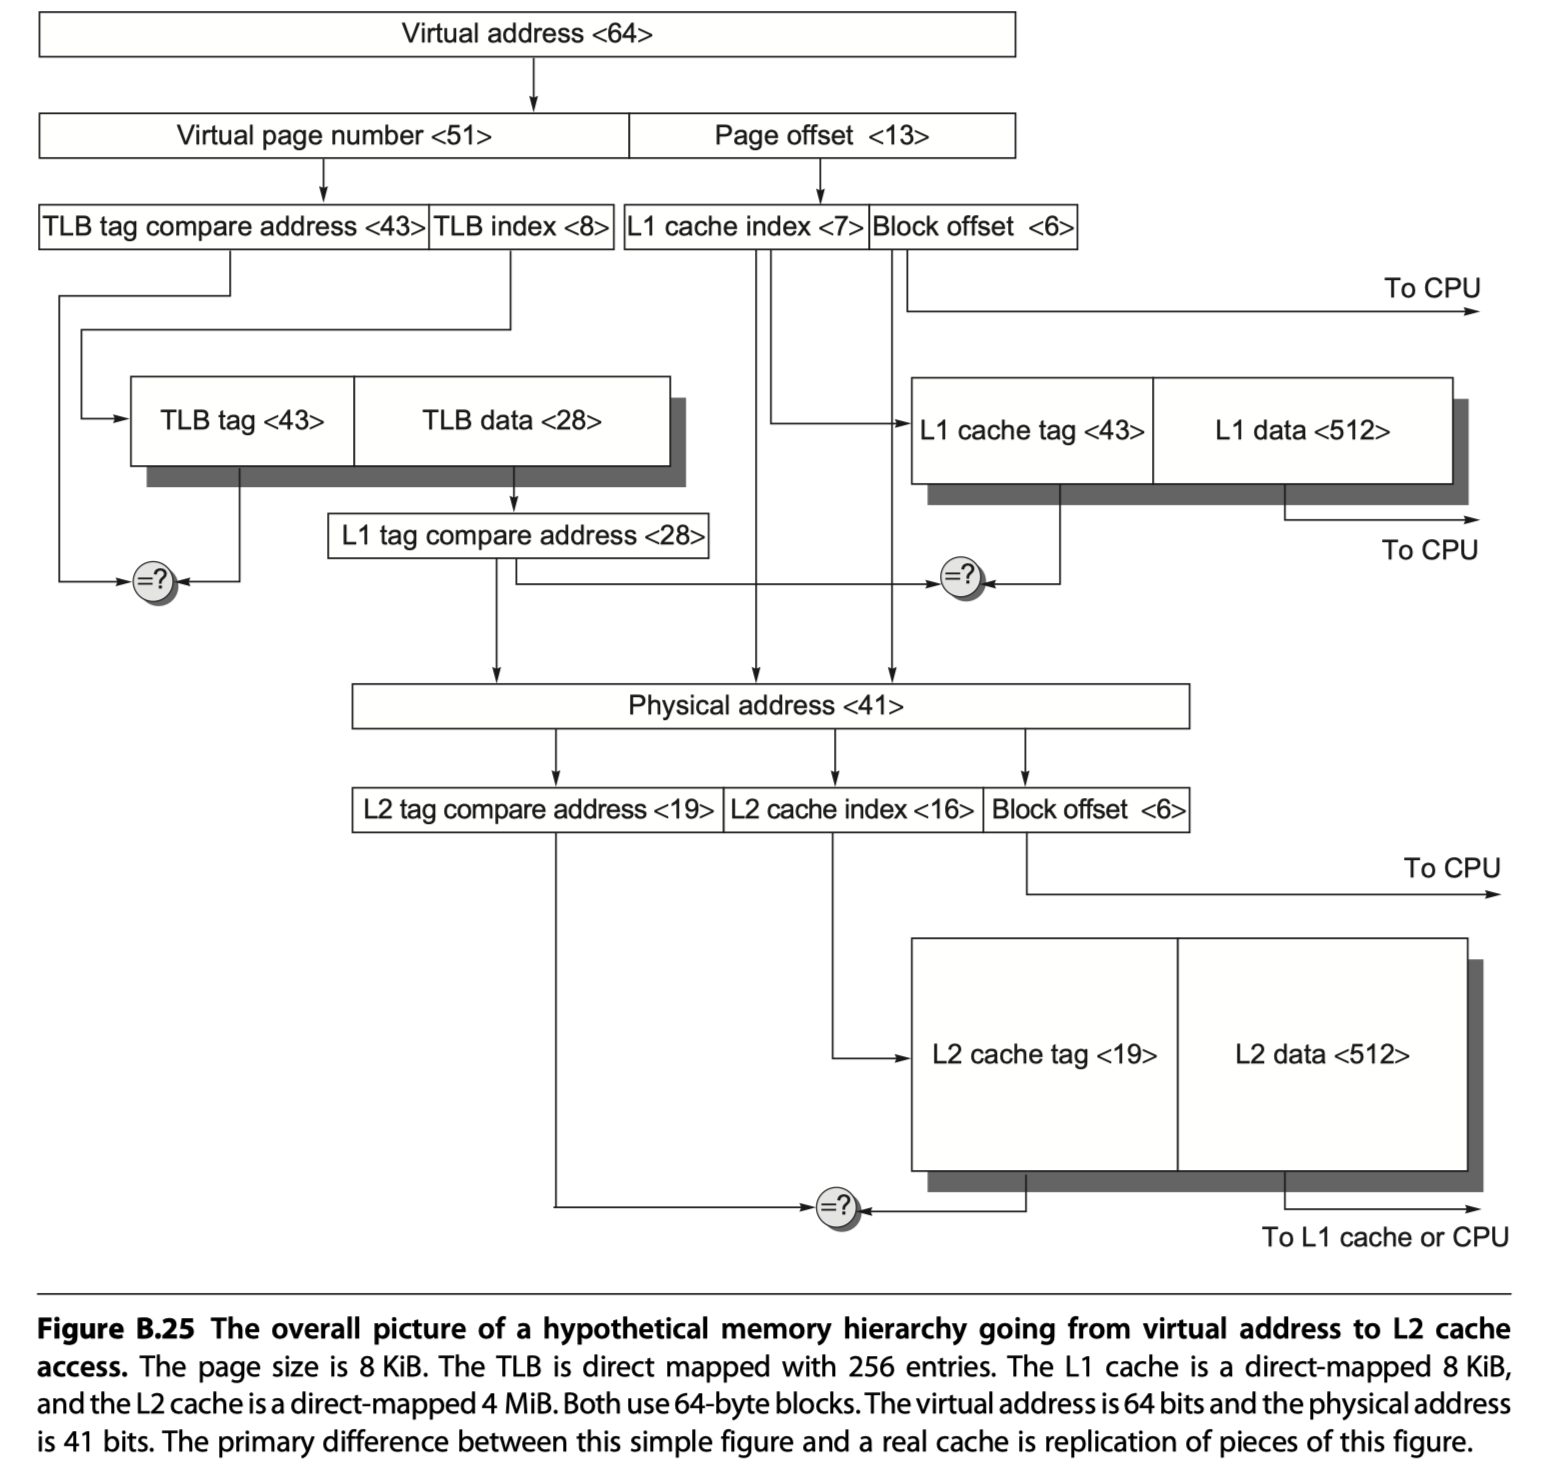 Virtual address <64>
Virtual page number <51> Page offset <13>
TLB tag compare address <43> TLB index <8> L1 cache index <7> Block offset <6>
To CPU
TLB tag <43> TLB data <28> L1 cache tag <43> L1 data <512>
L1 tag compare address <28>
To CPU
=? =?
Physical address <41>
L2 tag compare address <19> L2 cache index <16> Block offset <6>
To CPU
L2 cache tag <19> L2 data <512>
=?
To L1 cache or CPU
Figure B.25 The overall picture of a hypothetical memory hierarchy going from virtual address to L2 cache
access. The page size is 8 KiB. The TLB is direct mapped with 256 entries. The L1 cache is a direct-mapped 8 KiB,
and the L2 cache is a direct-mapped 4 MiB. Both use 64-byte blocks. The virtual address is 64 bits and the physical address
is 41 bits. The primary difference between this simple figure and a real cache is replication of pieces of this figure.